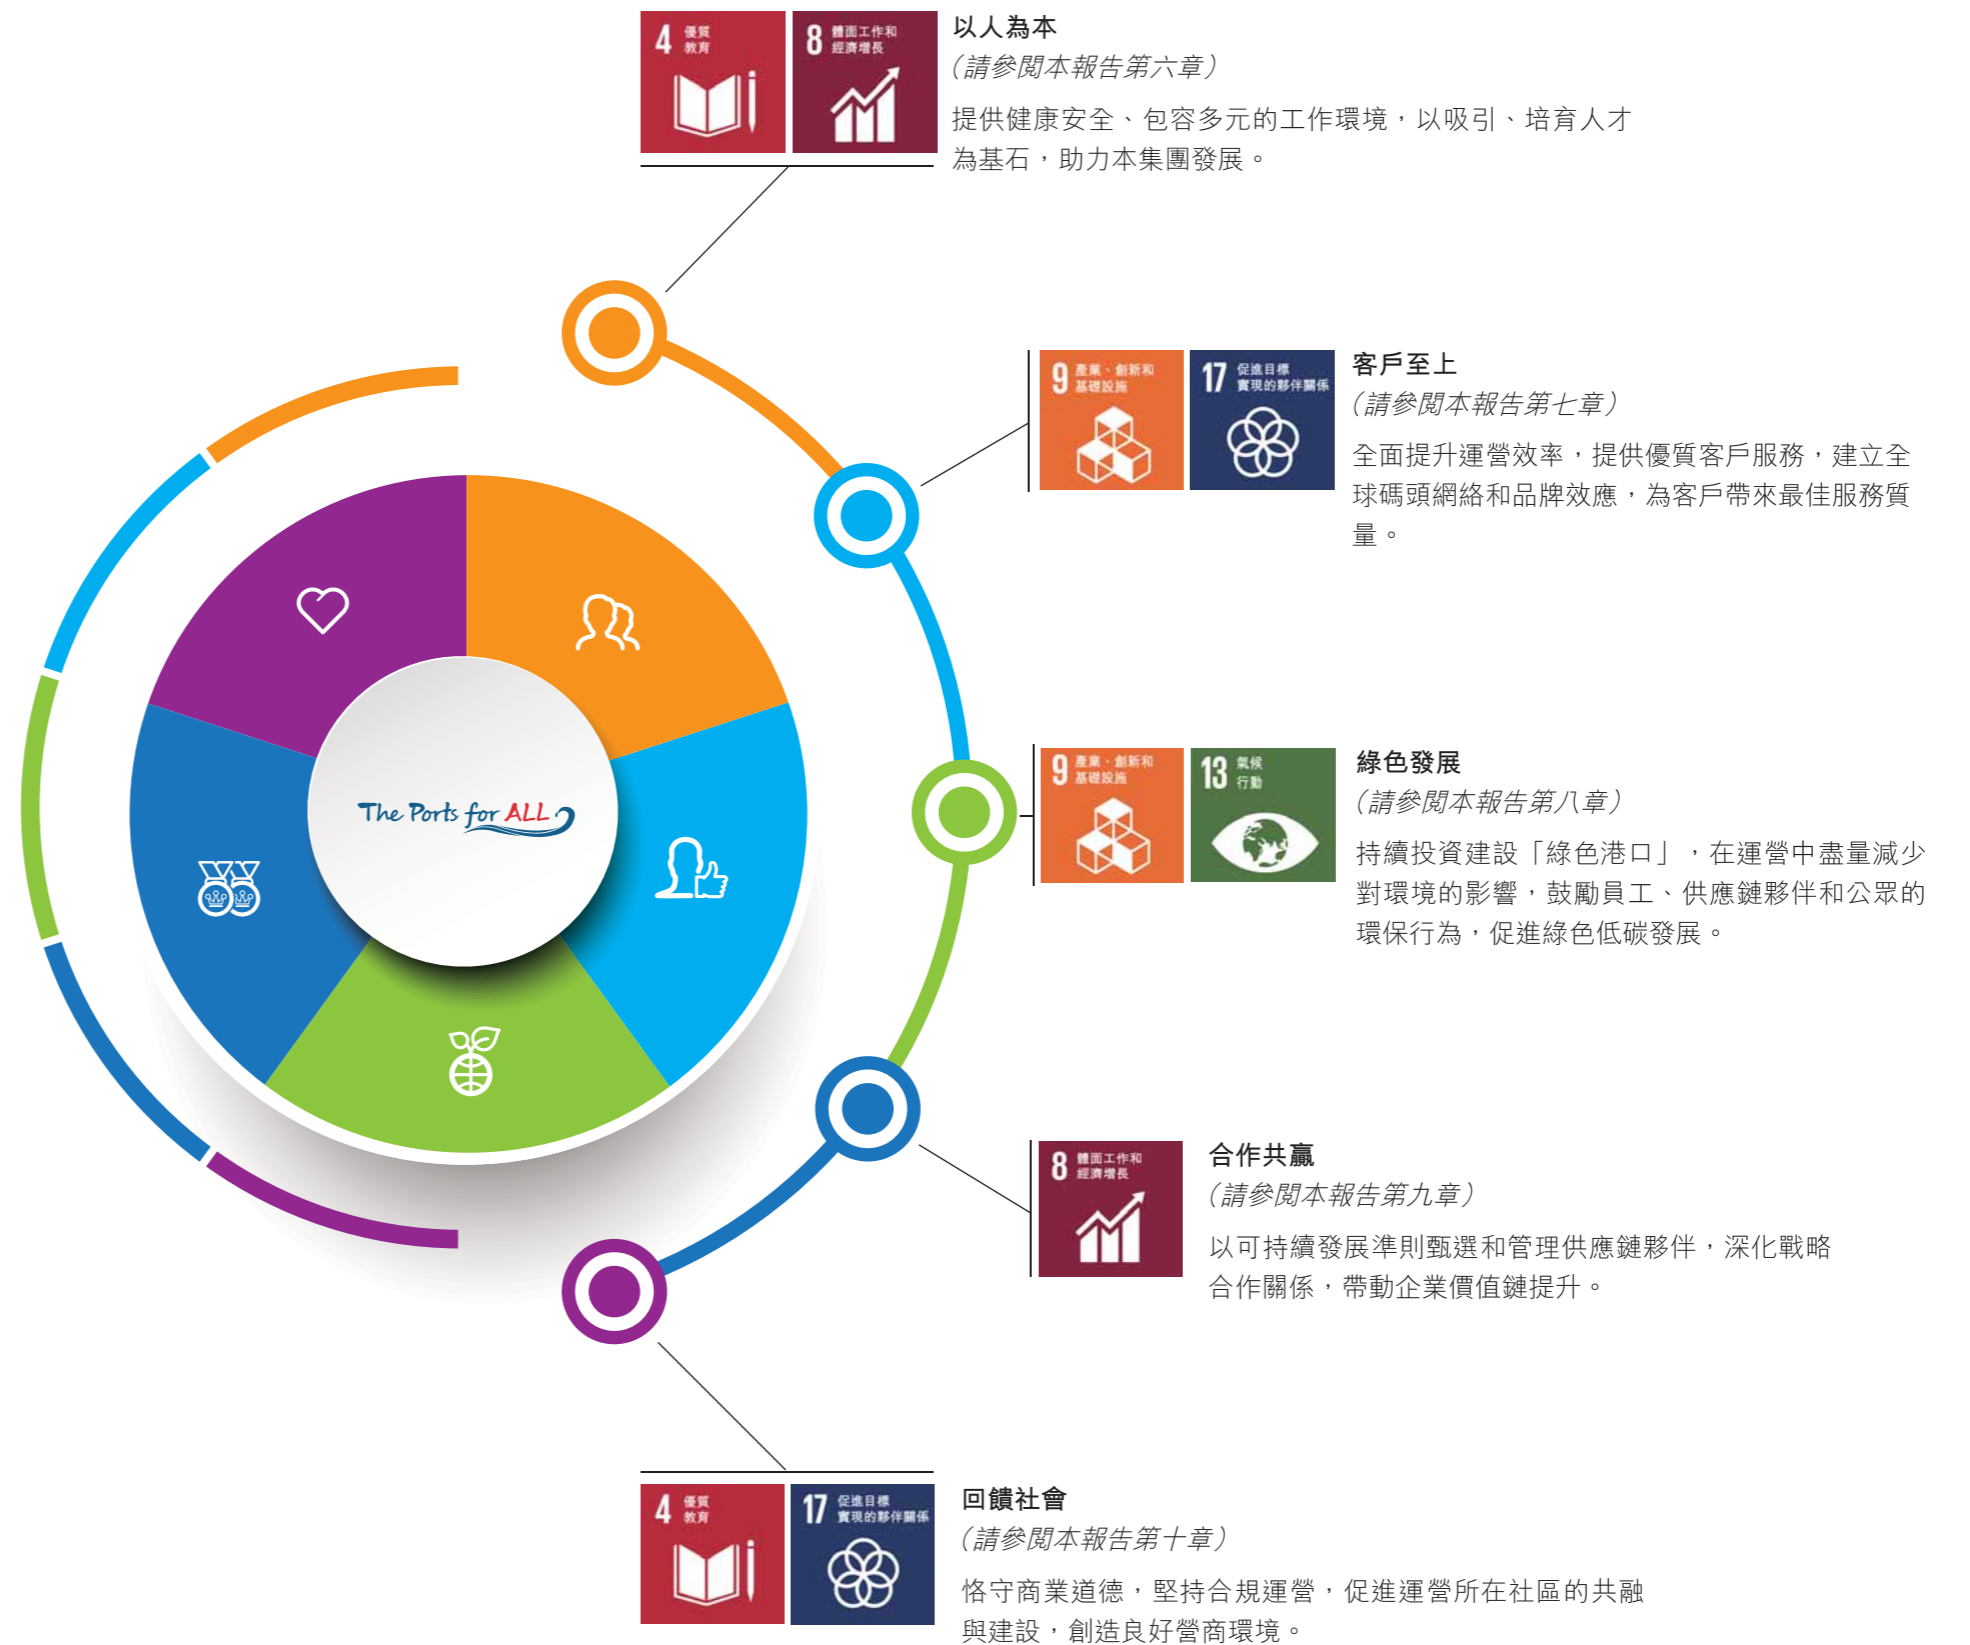 4 優質
教育
8 體面工作和
經濟增長
以人為本
（請參閱本報告第六章）
提供健康安全、包容多元的工作環境，以吸引、培育人才
為基石，助力本集團發展。
9 產業、創新和
基礎設施
17 促進目標
實現的夥伴關係
客戶至上
（請參閱本報告第七章）
全面提升運營效率，提供優質客戶服務，建立全
球碼頭網絡和品牌效應，為客戶帶來最佳服務質
量。
The Ports for ALL
9 產業、創新和
基礎設施
13 氣候
行動
綠色發展
（請參閱本報告第八章）
持續投資建設「綠色港口」，在運營中盡量減少
對環境的影響，鼓勵員工、供應鏈夥伴和公眾的
環保行為，促進綠色低碳發展。
8 體面工作和
經濟增長
合作共贏
（請參閱本報告第九章）
以可持續發展準則甄選和管理供應鏈夥伴，深化戰略
合作關係，帶動企業價值鏈提升。
4 優質
教育
17 促進目標
實現的夥伴關係
回饋社會
（請參閱本報告第十章）
恪守商業道德，堅持合規運營，促進運營所在社區的共融
與建設，創造良好營商環境。